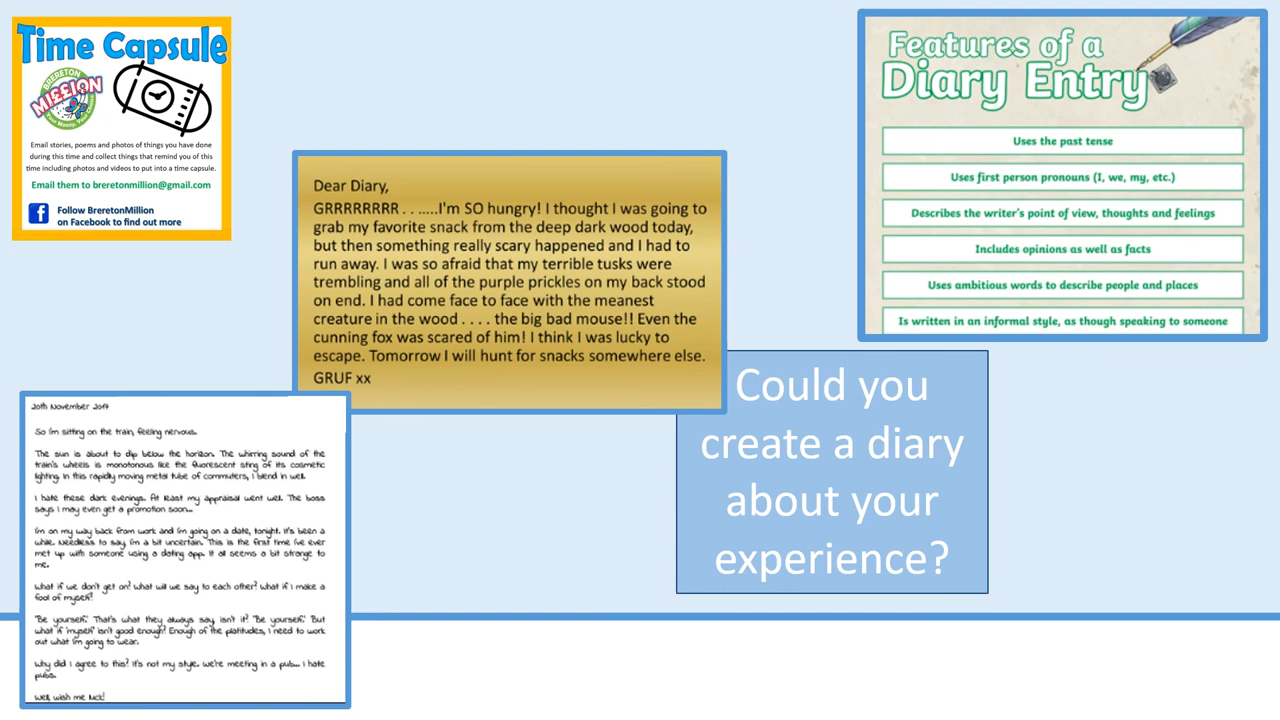 Time Capsule
BRERETON
MILLION
Your Money, Your Choice
Email stories, poems and photos of things you have done
during this time and collect things that remind you of this
time including photos and videos to put into a time capsule.
Email them to breretonmillion@gmail.com
Follow BreretonMillion
on Facebook to find out more
Dear Diary,
GRRRRRRRR . . .....I'm SO hungry! I thought I was going to
grab my favorite snack from the deep dark wood today,
but then something really scary happened and I had to
run away. I was so afraid that my terrible tusks were
trembling and all of the purple prickles on my back stood
on end. I had come face to face with the meanest
creature in the wood . . . . the big bad mouse!! Even the
cunning fox was scared of him! I think I was lucky to
escape. Tomorrow I will hunt for snacks somewhere else.
GRUF xx
Features of a
Diary Entry
Uses the past tense
Uses first person pronouns (I, we, my, etc.)
Describes the writer's point of view, thoughts and feelings
Includes opinions as well as facts
Uses ambitious words to describe people and places
Is written in an informal style, as though speaking to someone
20th November 2017
So I'm sitting on the train, feeling nervous.
The sun is about to dip below the horizon. The whirring sound of the
train's wheels is monotonous like the fluorescent sting of its cosmetic
lighting. In this rapidly moving metal tube of commuters, I blend in well.
I hate these dark evenings. At least my appraisal went well. The boss
says I may even get a promotion soon...
I'm on my way back from work and I'm going on a date, tonight. It's been a
while. Needless to say, I'm a bit uncertain. This is the first time I've ever
met up with someone using a dating app. It all seems a bit strange to
me.
What if we don't get on? What will we say to each other? What if I make a
fool of myself?
"Be yourself." That's what they always say, isn't it? "Be yourself." But
what if 'myself' isn't good enough? Enough of the platitudes, I need to work
out what I'm going to wear.
Why did I agree to this? It's not my style. We're meeting in a pub... I hate
pubs.
Well, wish me luck!
Could you
create a diary
about your
experience?